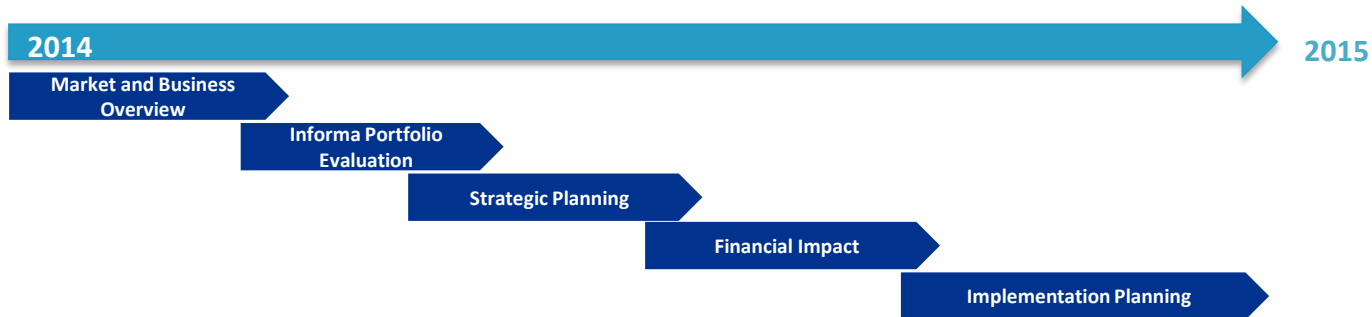 2014
2015
Market and Business
Overview
Informa Portfolio
Evaluation
Strategic Planning
Financial Impact
Implementation Planning